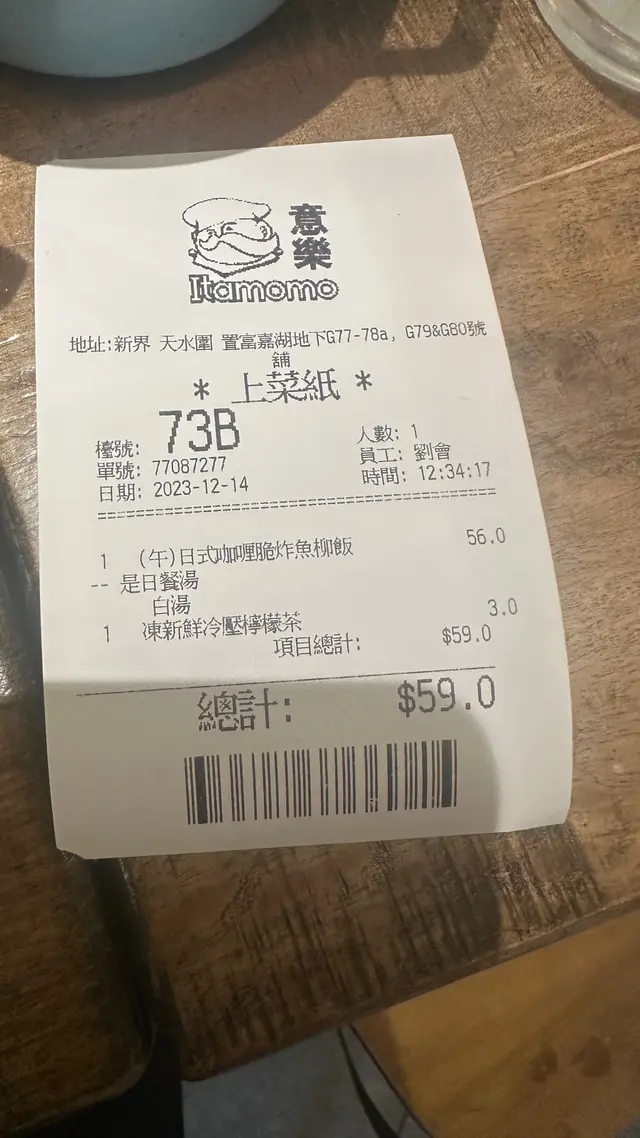 意樂
Itamomo
地址:新界 天水圍 置富嘉湖地下G77-78a, G79&G80號
舖
* 上菜紙 *
檯號: 73B
人數: 1
單號: 77087277
員工: 劉會
日期: 2023-12-14
時間: 12:34:17
1 (午)日式咖喱脆炸魚柳飯 56.0
-- 是日餐湯
白湯
1 凍新鮮冷壓檸檬茶 3.0
項目總計: $59.0
總計: $59.0